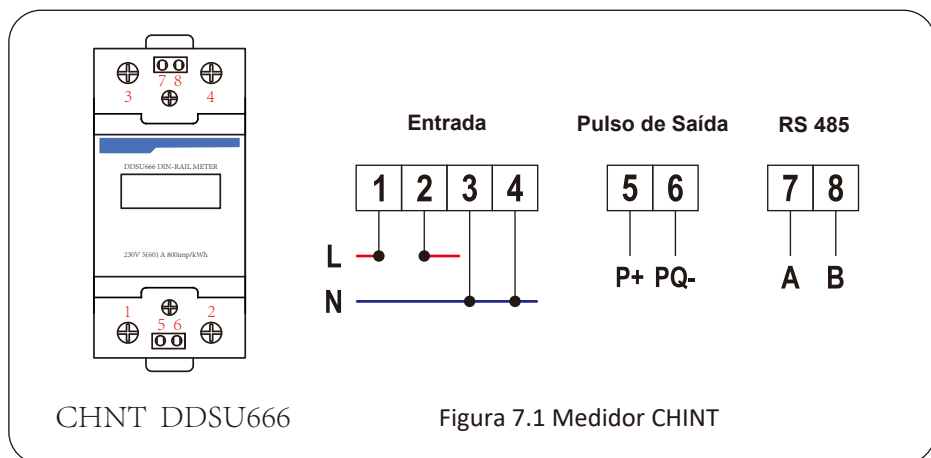 7 8
3 4
DDSU666 DIN-RAIL METER
230V 5(60) A 800imp/kWh
1 2
5 6
CHNT DDSU666
Entrada
1 2 3 4
L
N
Pulso de Saída
5 6
P+ PQ-
RS 485
7 8
A B
Figura 7.1 Medidor CHINT